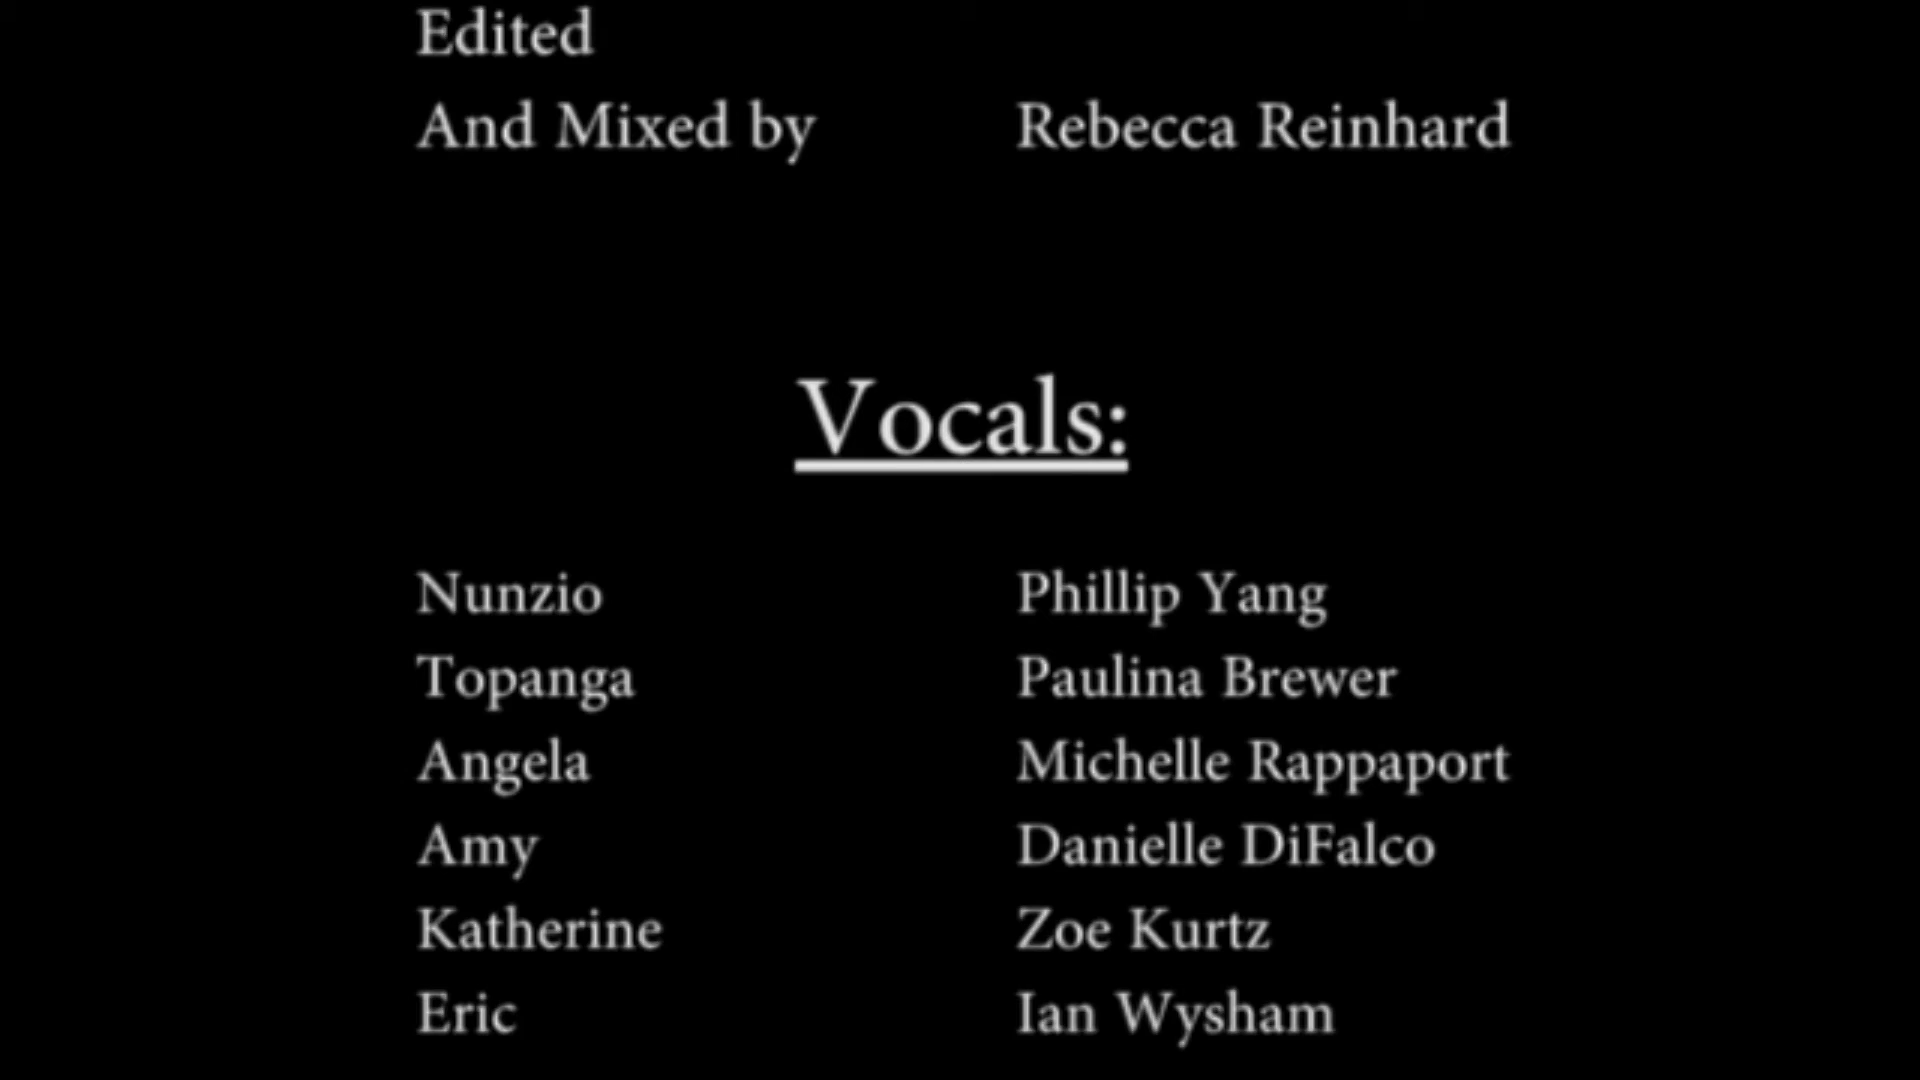 Edited
And Mixed by Rebecca Reinhard
Vocals:
Nunzio Phillip Yang
Topanga Paulina Brewer
Angela Michelle Rappaport
Amy Danielle DiFalco
Katherine Zoe Kurtz
Eric Ian Wysham